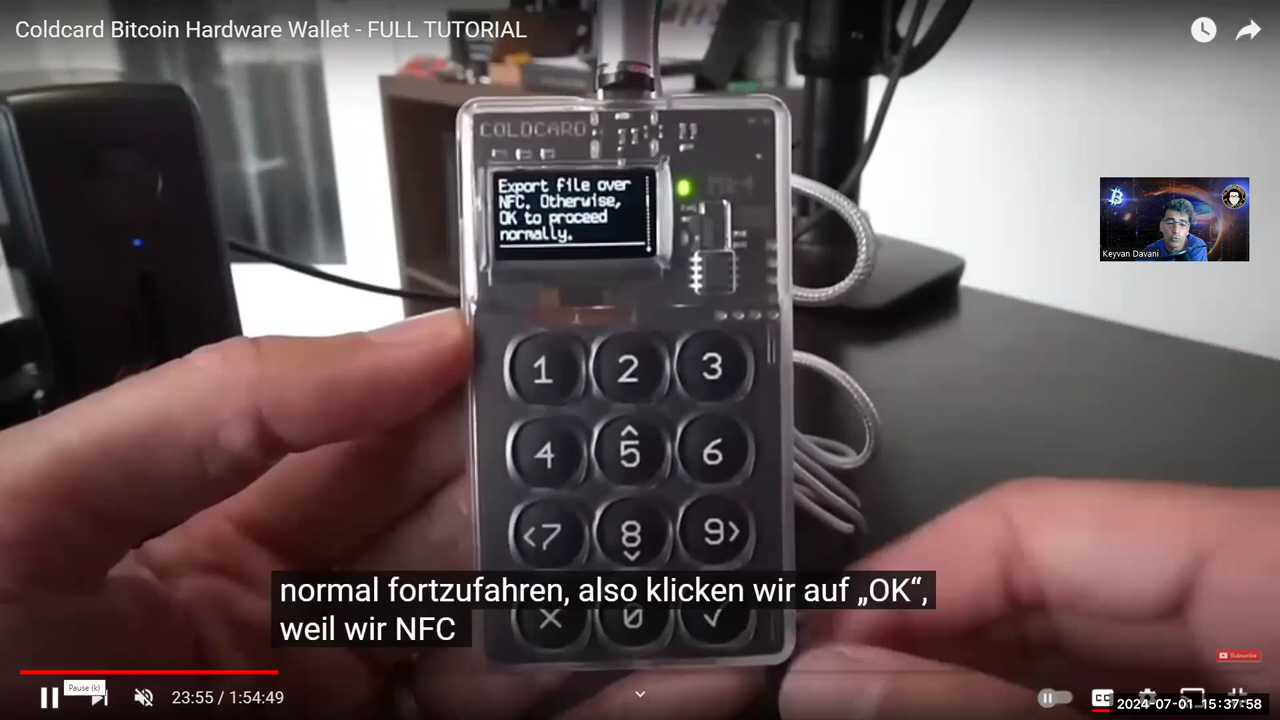 Coldcard Bitcoin Hardware Wallet - FULL TUTORIAL
COLDCARD
Export file over
NFC. Otherwise,
OK to proceed
normally.
Keyvan Davani
1 2 3
4 5 6
<7 8 9>
X 0 ✓
normal fortzufahren, also klicken wir auf „OK“,
weil wir NFC
Subscribe
Pause (k)
23:55 / 1:54:49
CC
2024-07-01 15:37:58